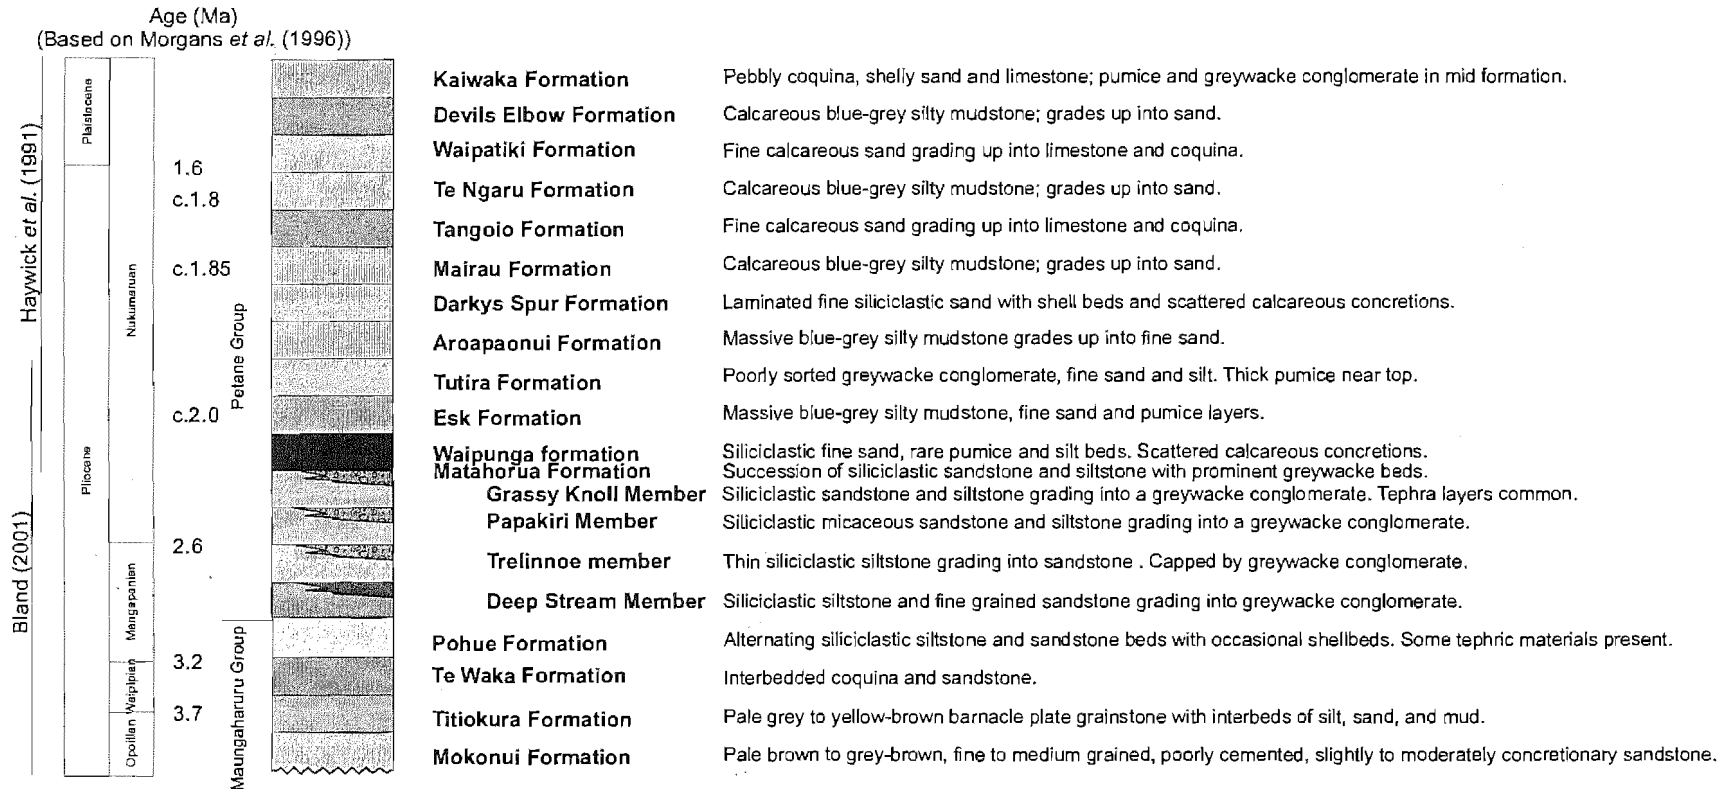 Age (Ma)
(Based on Morgans et al. (1996))
Haywick et al. (1991)
Bland (2001)
Plaistocene
Pliocane
Nukumaruan
Mangapanian
Waipipian
Opoillan
1.6
c.1.8
c.1.85
c.2.0
2.6
3.2
3.7
Petane Group
Maungaharuru Group
Kaiwaka Formation Pebbly coquina, shelly sand and limestone; pumice and greywacke conglomerate in mid formation.
Devils Elbow Formation Calcareous blue-grey silty mudstone; grades up into sand.
Waipatiki Formation Fine calcareous sand grading up into limestone and coquina.
Te Ngaru Formation Calcareous blue-grey silty mudstone; grades up into sand.
Tangoio Formation Fine calcareous sand grading up into limestone and coquina.
Mairau Formation Calcareous blue-grey silty mudstone; grades up into sand.
Darkys Spur Formation Laminated fine siliciclastic sand with shell beds and scattered calcareous concretions.
Aroapaonui Formation Massive blue-grey silty mudstone grades up into fine sand.
Tutira Formation Poorly sorted greywacke conglomerate, fine sand and silt. Thick pumice near top.
Esk Formation Massive blue-grey silty mudstone, fine sand and pumice layers.
Waipunga formation Siliciclastic fine sand, rare pumice and silt beds. Scattered calcareous concretions.
Matahorua Formation Succession of siliciclastic sandstone and siltstone with prominent greywacke beds.
Grassy Knoll Member Siliciclastic sandstone and siltstone grading into a greywacke conglomerate. Tephra layers common.
Papakiri Member Siliciclastic micaceous sandstone and siltstone grading into a greywacke conglomerate.
Trelinnoe member Thin siliciclastic siltstone grading into sandstone . Capped by greywacke conglomerate.
Deep Stream Member Siliciclastic siltstone and fine grained sandstone grading into greywacke conglomerate.
Pohue Formation Alternating siliciclastic siltstone and sandstone beds with occasional shellbeds. Some tephric materials present.
Te Waka Formation Interbedded coquina and sandstone.
Titiokura Formation Pale grey to yellow-brown barnacle plate grainstone with interbeds of silt, sand, and mud.
Mokonui Formation Pale brown to grey-brown, fine to medium grained, poorly cemented, slightly to moderately concretionary sandstone.